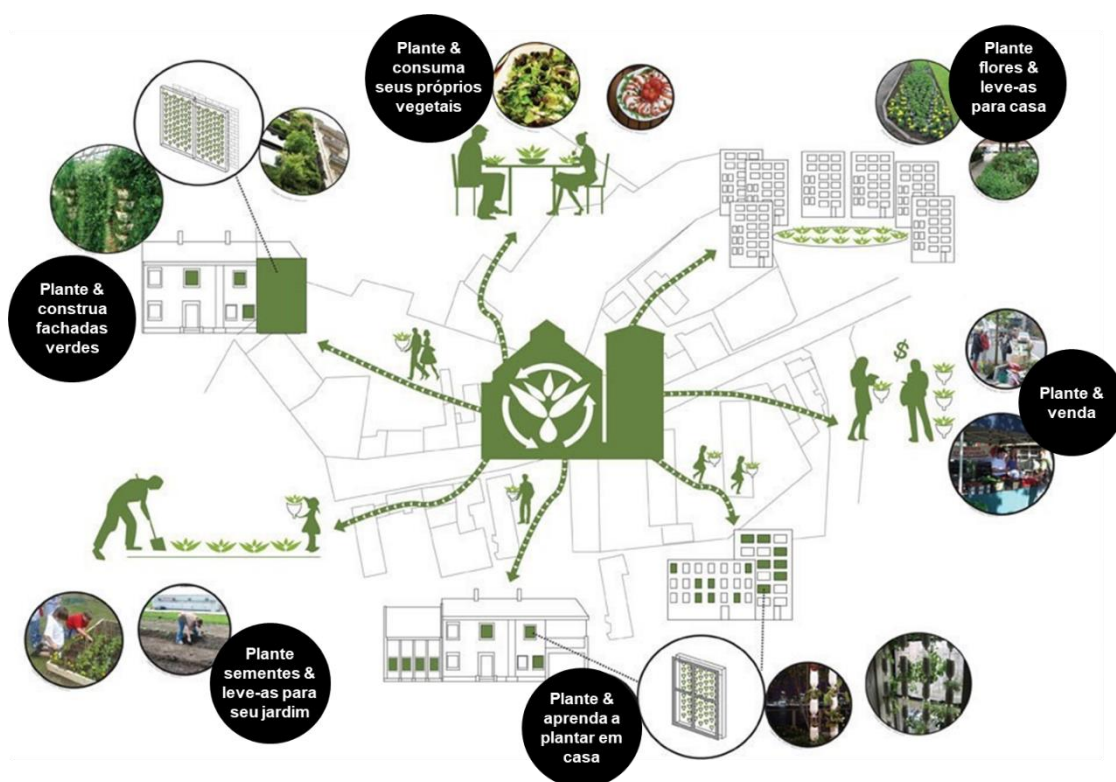 Plante &
consuma
seus próprios
vegetais
Plante
flores & 
leve-as
para casa
Plante &
construa
fachadas
verdes
$
Plante &
venda
Plante
sementes &
leve-as para
seu jardim
Plante &
aprenda a
plantar em
casa